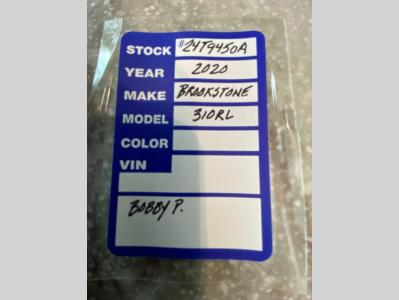 STOCK #24T9450A
YEAR 2020
MAKE BROOKSTONE
MODEL 310RL
COLOR
VIN
BOBBY P.